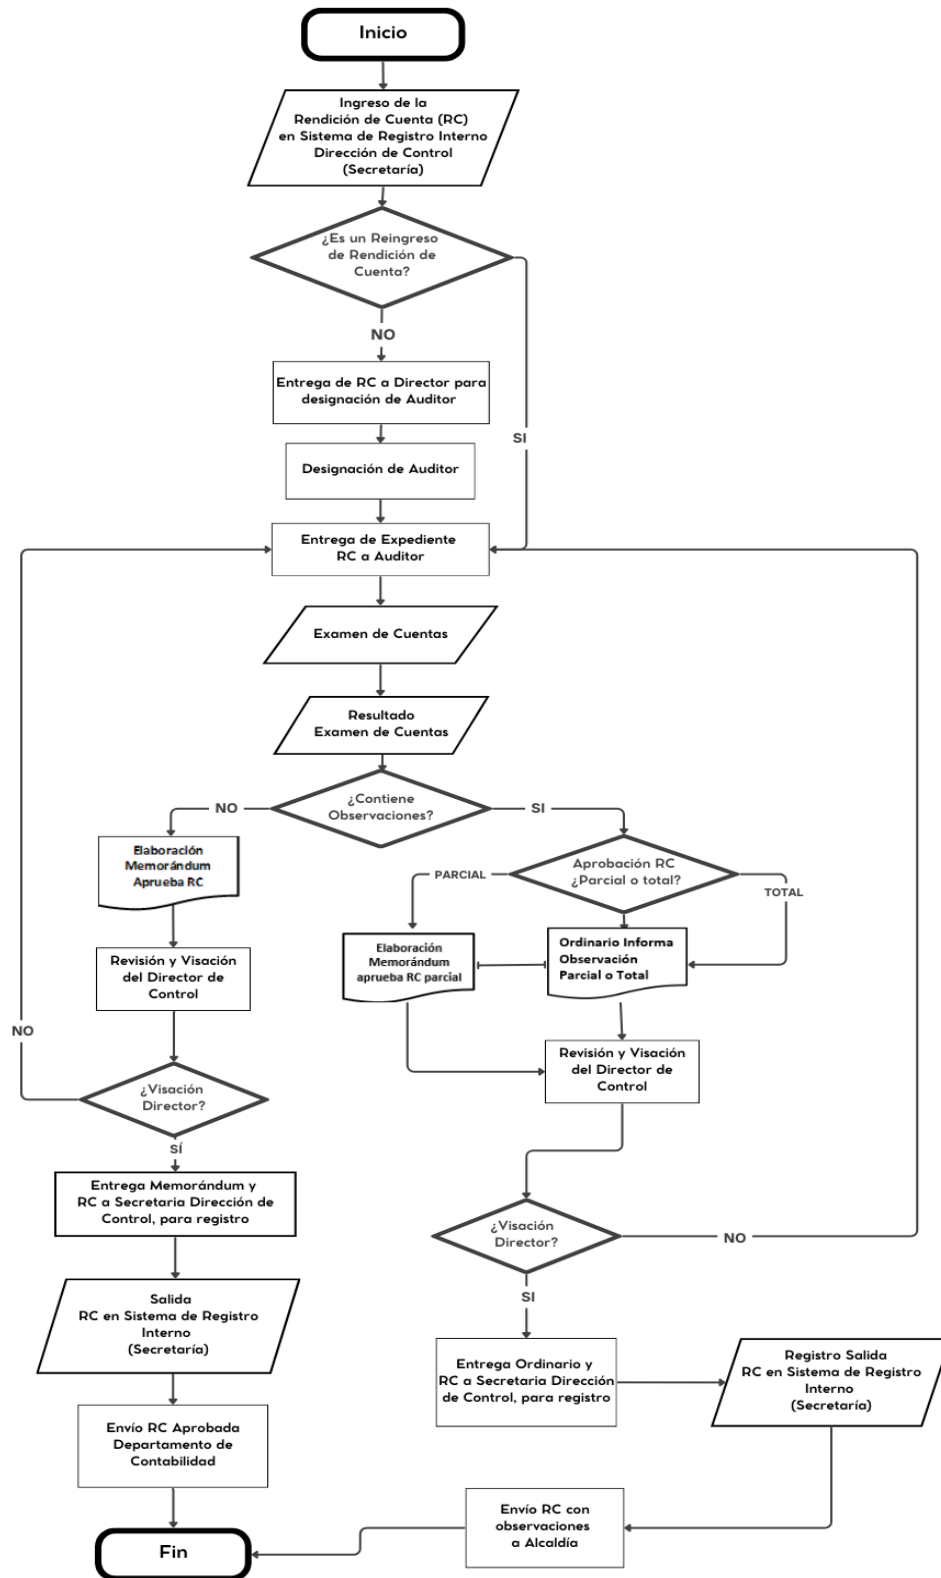 Inicio
Ingreso de la
Rendición de Cuenta (RC)
en Sistema de Registro Interno
Dirección de Control
(Secretaría)
¿Es un Reingreso
de Rendición de
Cuenta?
NO
SI
Entrega de RC a Director para
designación de Auditor
Designación de Auditor
Entrega de Expediente
RC a Auditor
Examen de Cuentas
Resultado
Examen de Cuentas
¿Contiene
Observaciones?
NO
SI
Elaboración
Memorándum
Aprueba RC
Aprobación RC
¿Parcial o total?
PARCIAL
TOTAL
Elaboración
Memorándum
aprueba RC parcial
Ordinario Informa
Observación
Parcial o Total
Revisión y Visación
del Director de
Control
NO
Revisión y Visación
del Director de
Control
¿Visación
Director?
SÍ
Entrega Memorándum y
RC a Secretaria Dirección de
Control, para registro
¿Visación
Director?
NO
SI
Salida
RC en Sistema de Registro
Interno
(Secretaría)
Entrega Ordinario y
RC a Secretaria Dirección
de Control, para registro
Registro Salida
RC en Sistema de Registro
Interno
(Secretaría)
Envío RC Aprobada
Departamento de
Contabilidad
Envío RC con
observaciones
a Alcaldía
Fin